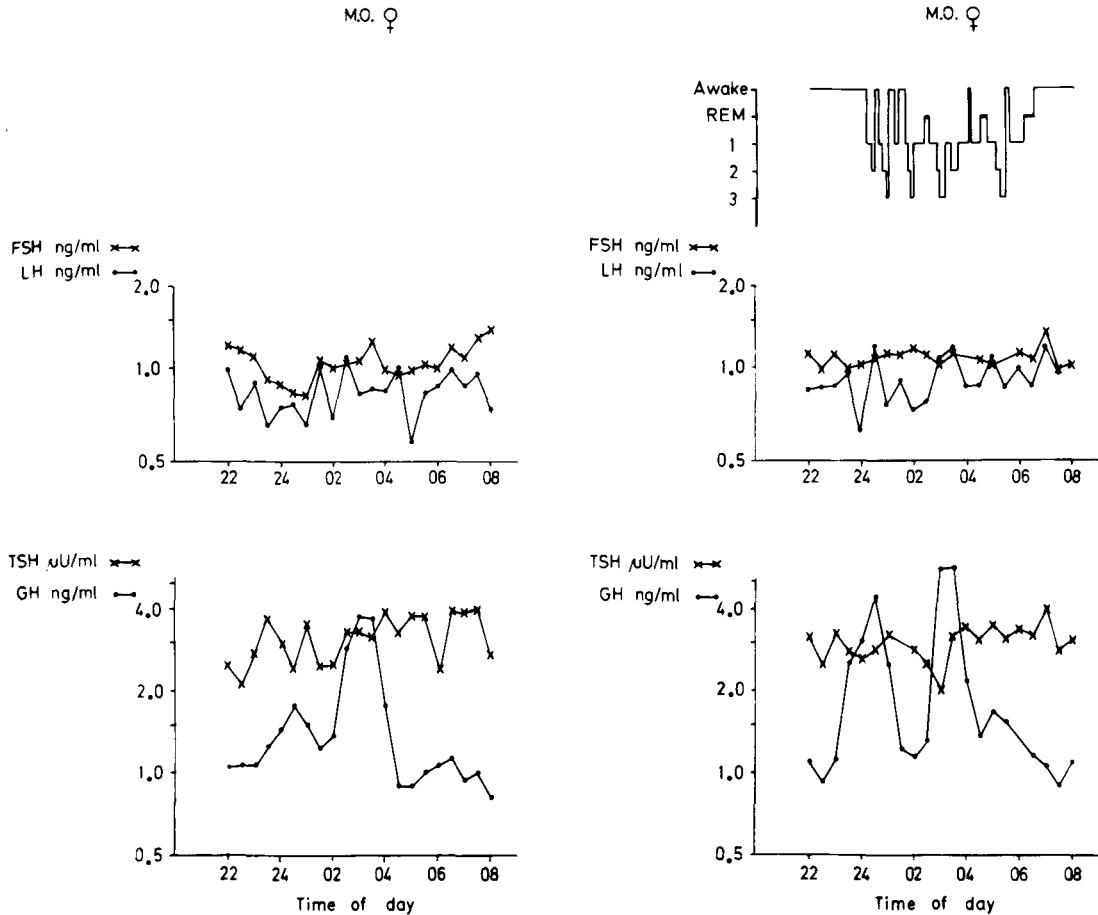 M.O. ♀
M.O. ♀
Awake
REM
1
2
3
FSH ng/ml
LH ng/ml
2.0
1.0
0.5
22 24 02 04 06 08
FSH ng/ml
LH ng/ml
2.0
1.0
0.5
22 24 02 04 06 08
TSH μU/ml
GH ng/ml
4.0
2.0
1.0
0.5
22 24 02 04 06 08
Time of day
TSH μU/ml
GH ng/ml
4.0
2.0
1.0
0.5
22 24 02 04 06 08
Time of day